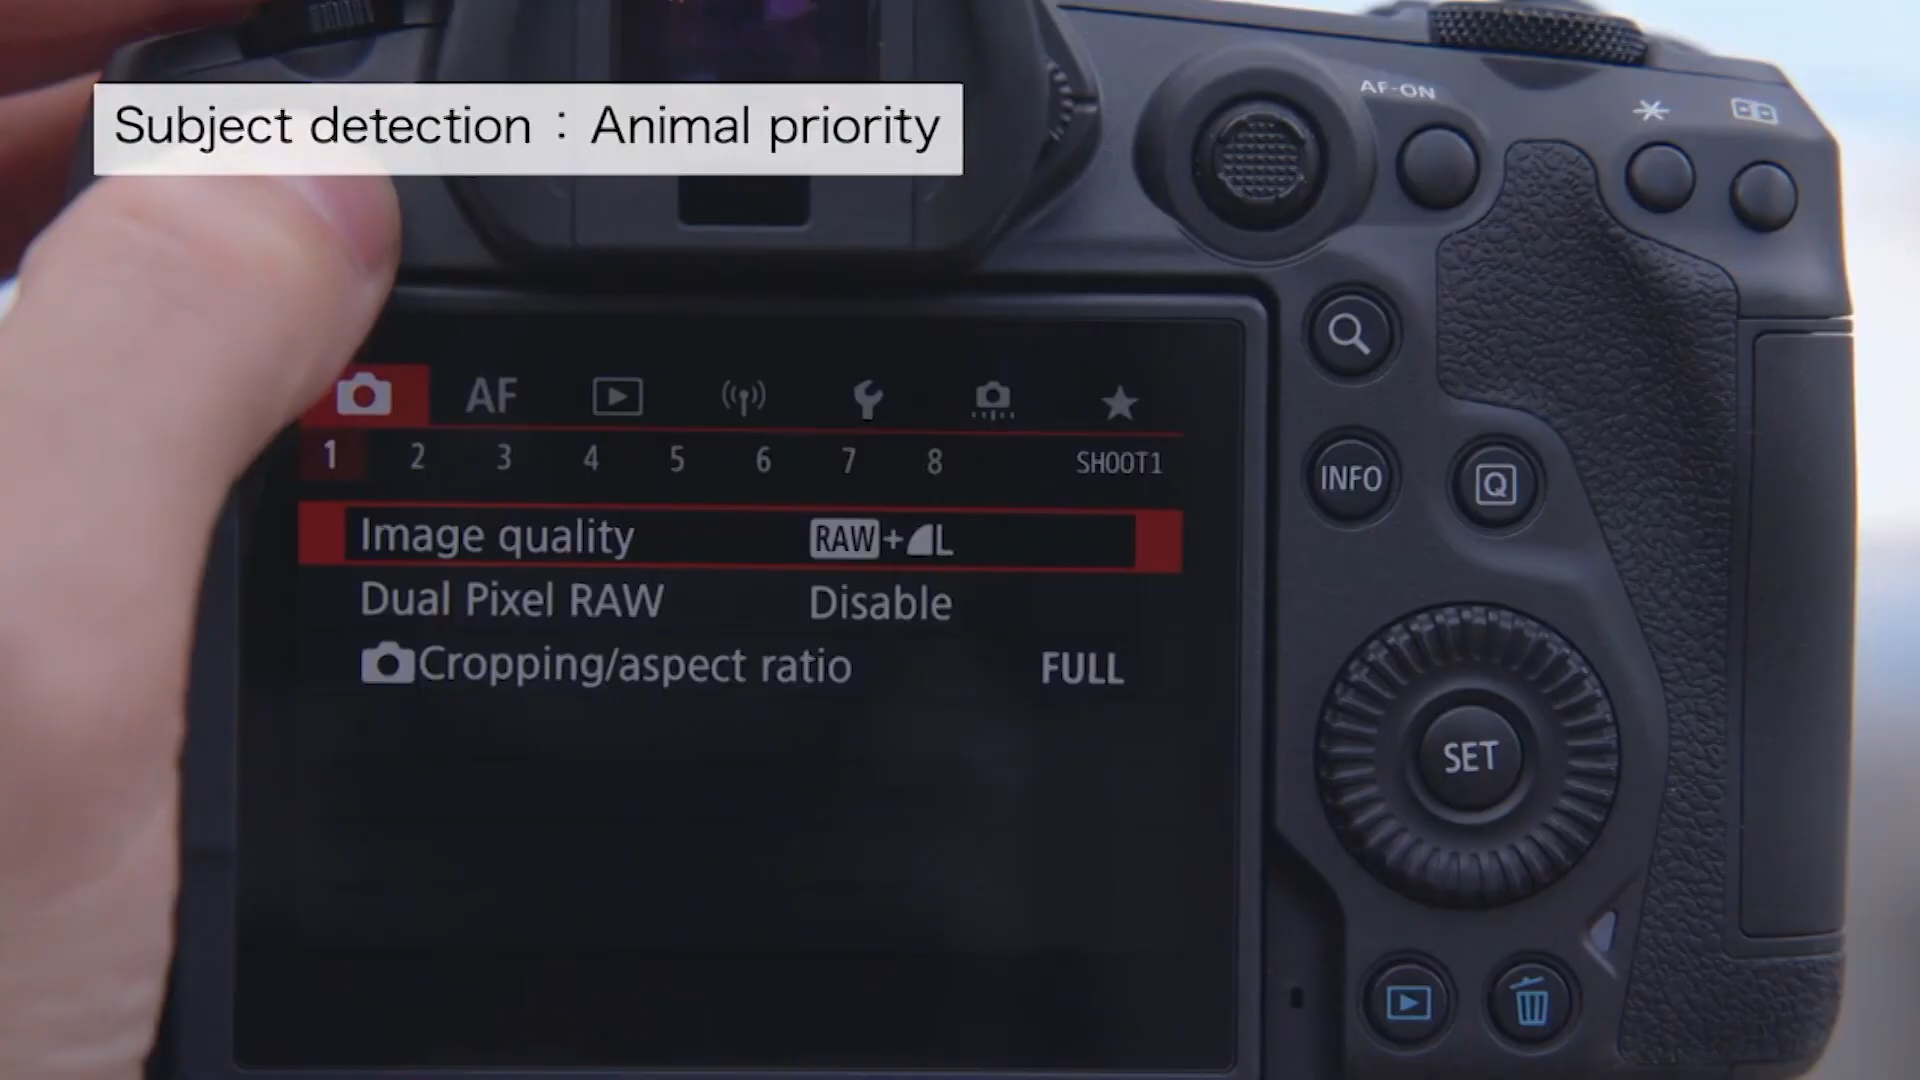 Subject detection : Animal priority
AF-ON
AF
1 2 3 4 5 6 7 8 SHOOT1
Image quality RAW+L
Dual Pixel RAW Disable
Cropping/aspect ratio FULL
INFO
Q
SET